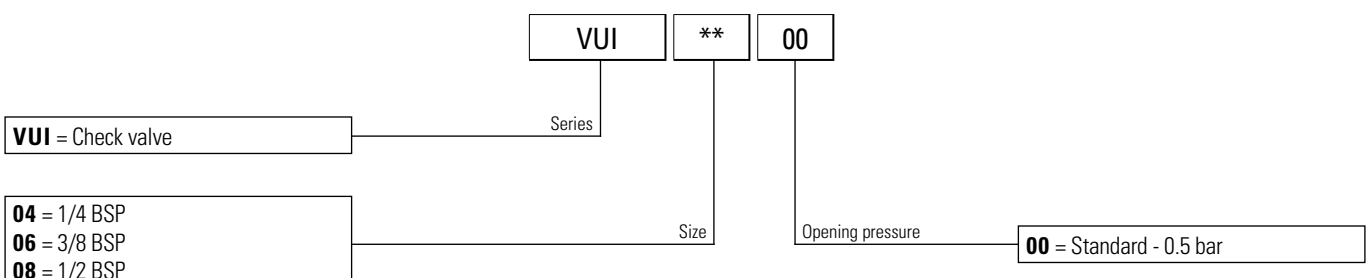 VUI ** 00
Series
VUI = Check valve
04 = 1/4 BSP
06 = 3/8 BSP
08 = 1/2 BSP
Size
Opening pressure
00 = Standard - 0.5 bar